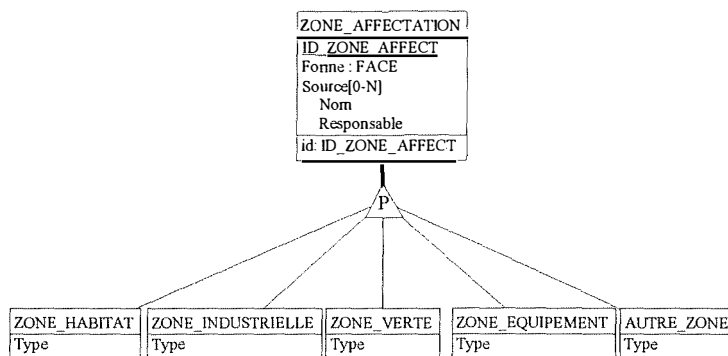 ZONE_AFFECTATION
ID_ZONE_AFFECT
Forme : FACE
Source[0-N]
Nom
Responsable
id: ID_ZONE_AFFECT
P
ZONE_HABITAT
Type
ZONE_INDUSTRIELLE
Type
ZONE_VERTE
Type
ZONE_EQUIPEMENT
Type
AUTRE_ZONE
Type